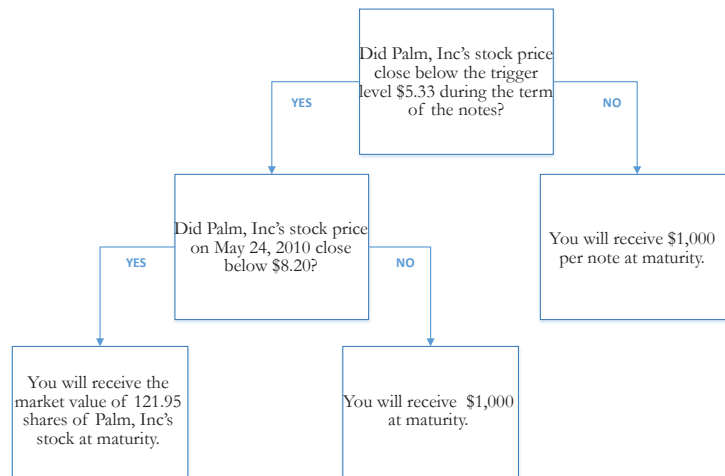 Did Palm, Inc's stock price
close below the trigger
level $5.33 during the term
of the notes?
YES
NO
Did Palm, Inc's stock price
on May 24, 2010 close
below $8.20?
You will receive $1,000
per note at maturity.
YES
NO
You will receive the
market value of 121.95
shares of Palm, Inc's
stock at maturity.
You will receive $1,000
at maturity.